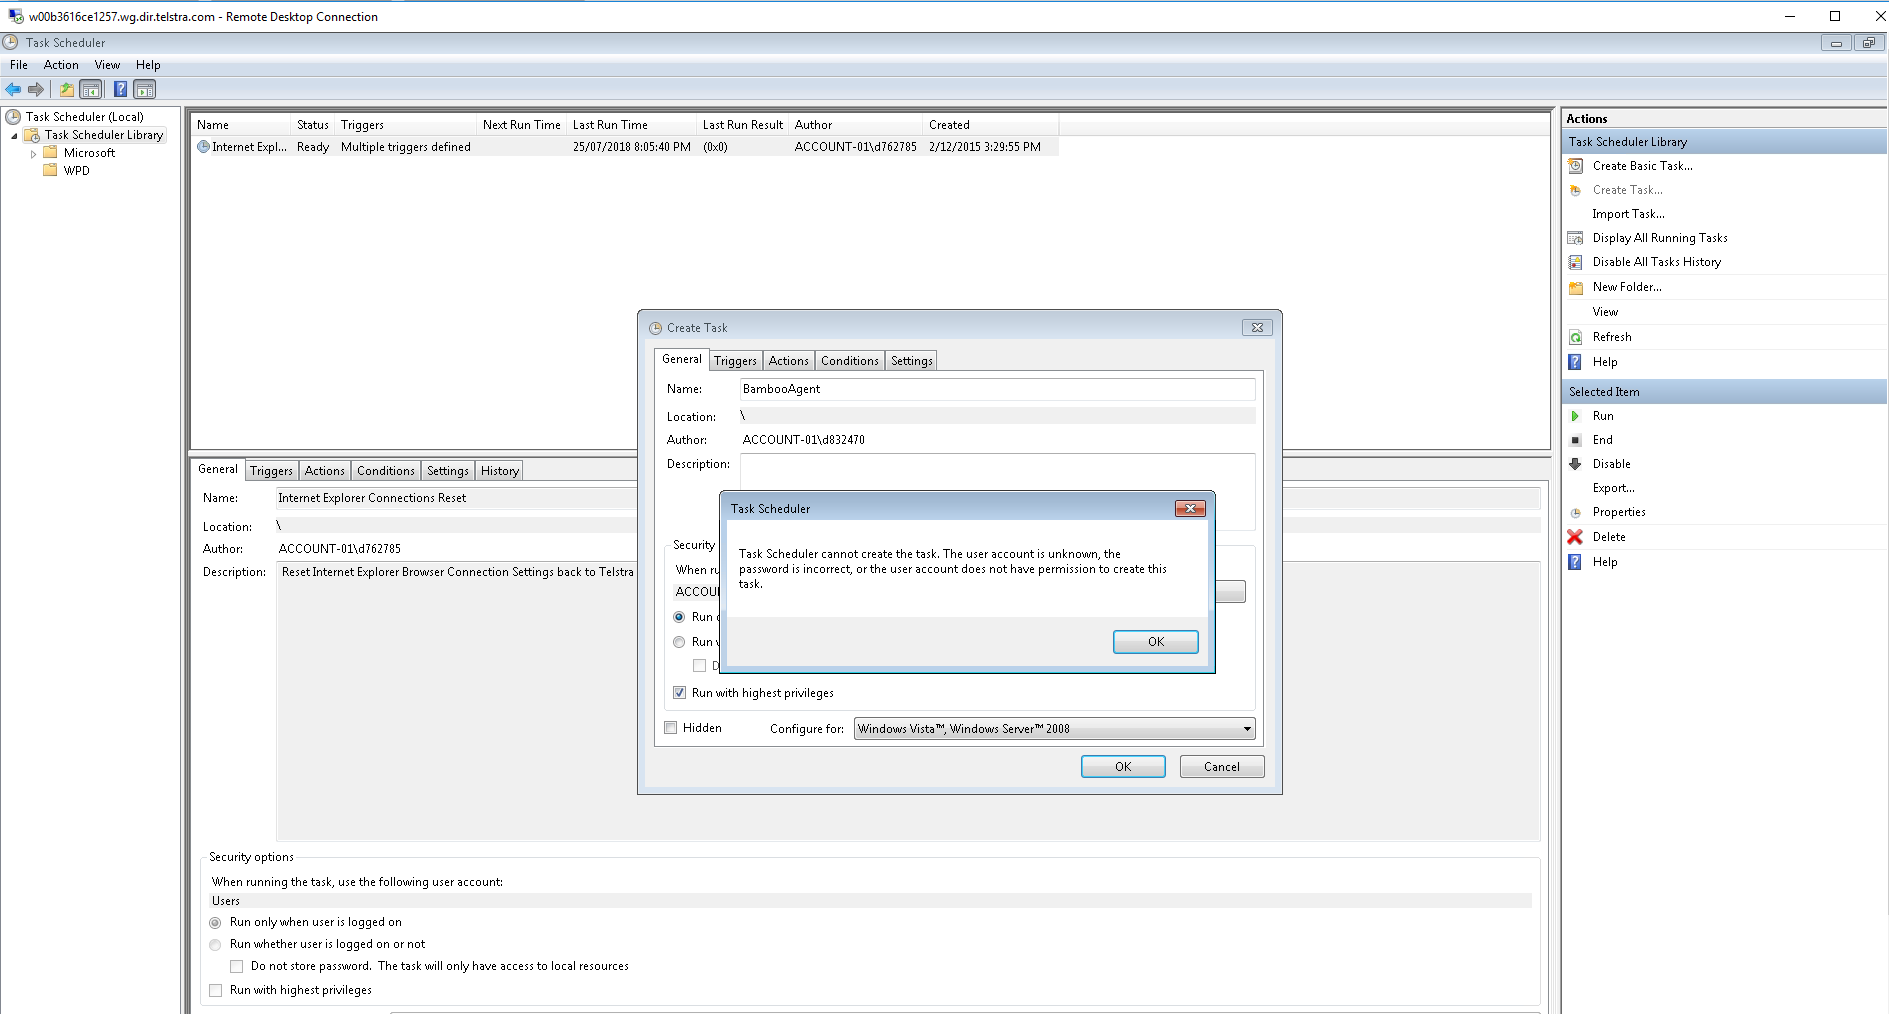 w00b3616ce1257.wg.dir.telstra.com - Remote Desktop Connection
Task Scheduler
File Action View Help
Task Scheduler (Local)
Task Scheduler Library
Microsoft
WPD
Name Status Triggers Next Run Time Last Run Time Last Run Result Author Created
Internet Expl... Ready Multiple triggers defined 25/07/2018 8:05:40 PM (0x0) ACCOUNT-01\d762785 2/12/2015 3:29:55 PM
General Triggers Actions Conditions Settings History
Name: Internet Explorer Connections Reset
Location: \
Author: ACCOUNT-01\d762785
Description: Reset Internet Explorer Browser Connection Settings back to Telstra
Security options
When running the task, use the following user account:
Users
Run only when user is logged on
Run whether user is logged on or not
Do not store password. The task will only have access to local resources
Run with highest privileges
Create Task
General Triggers Actions Conditions Settings
Name: BambooAgent
Location: \
Author: ACCOUNT-01\d832470
Description:
Security
When ru
ACCOU
Run
Run
D
Run with highest privileges
Hidden Configure for: Windows Vista™, Windows Server™ 2008
OK Cancel
Task Scheduler
Task Scheduler cannot create the task. The user account is unknown, the
password is incorrect, or the user account does not have permission to create this
task.
OK
Actions
Task Scheduler Library
Create Basic Task...
Create Task...
Import Task...
Display All Running Tasks
Disable All Tasks History
New Folder...
View
Refresh
Help
Selected Item
Run
End
Disable
Export...
Properties
Delete
Help